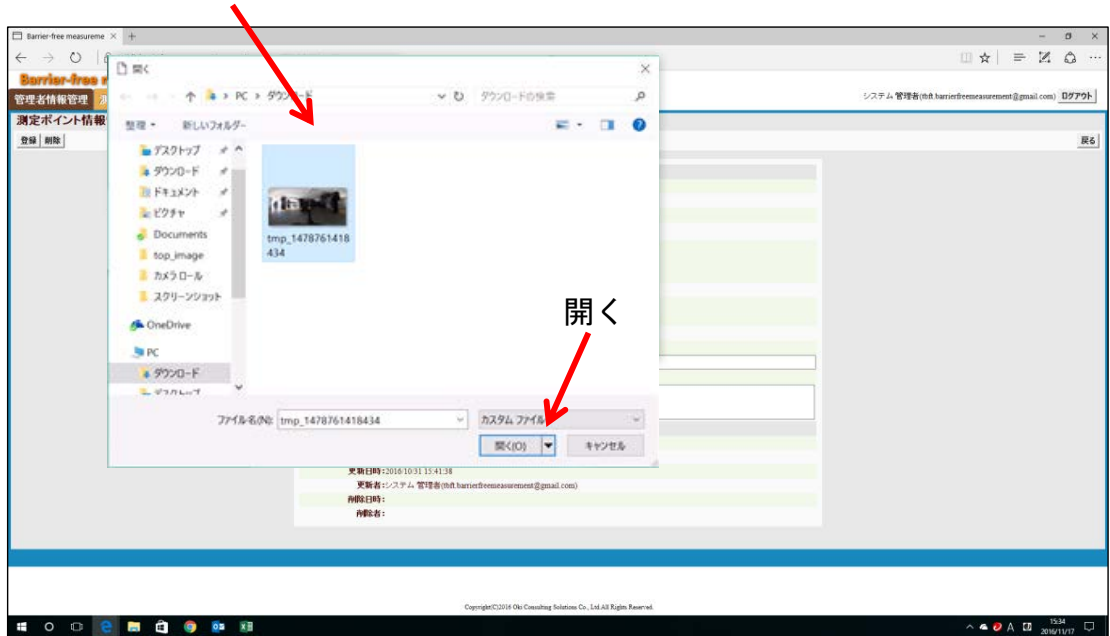 Barrier-free measureme × +
開く
Barrier-free
PC › ダウンロード
ダウンロードの検索
管理者情報管理
システム 管理者(tbft.barrierfreemeasurement@gmail.com) ログアウト
測定ポイント情報
整理 新しいフォルダー
登録 削除
戻る
デスクトップ
ダウンロード
ドキュメント
ピクチャ
Documents
top_image
カメラ ロール
スクリーンショット
OneDrive
PC
ダウンロード
デスクトップ
tmp_1478761418
434
開く
ファイル名(N): tmp_1478761418434
カスタム ファイル
開く(O) キャンセル
更新日時:2016/10/31 15:41:38
更新者:システム 管理者(tbft.barrierfreemeasurement@gmail.com)
削除日時:
削除者:
Copyright(C)2016 Oki Consulting Solutions Co., Ltd.All Rights Reserved.
A
15:34
2016/11/17